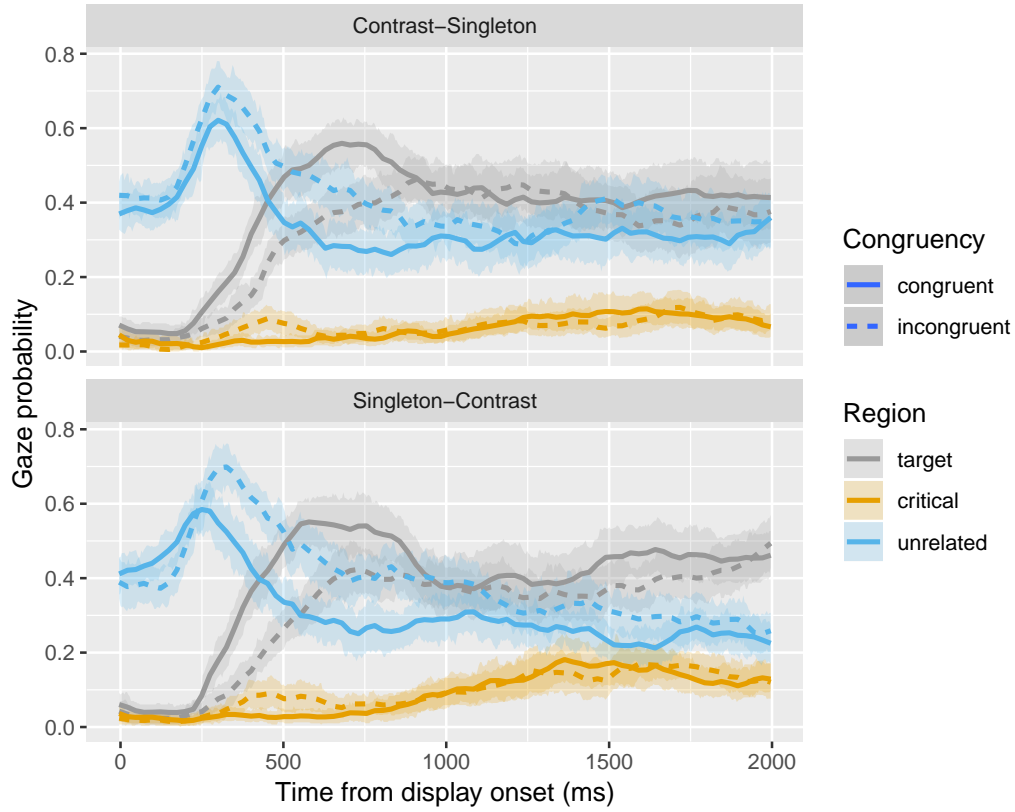 Contrast−Singleton
0.8
0.6
0.4
0.2
0.0
Singleton−Contrast
0.8
0.6
0.4
0.2
0.0
0
500
1000
1500
2000
Time from display onset (ms)
Gaze probability
Congruency
congruent
incongruent
Region
target
critical
unrelated